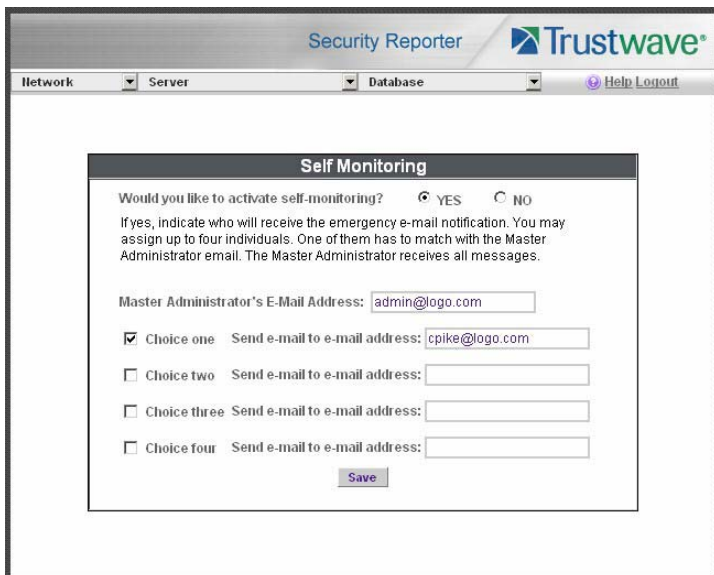 Security Reporter Trustwave®
Network Server Database Help Logout
Self Monitoring
Would you like to activate self-monitoring? YES NO
If yes, indicate who will receive the emergency e-mail notification. You may
assign up to four individuals. One of them has to match with the Master
Administrator email. The Master Administrator receives all messages.
Master Administrator's E-Mail Address: admin@logo.com
Choice one Send e-mail to e-mail address: cpike@logo.com
Choice two Send e-mail to e-mail address:
Choice three Send e-mail to e-mail address:
Choice four Send e-mail to e-mail address:
Save